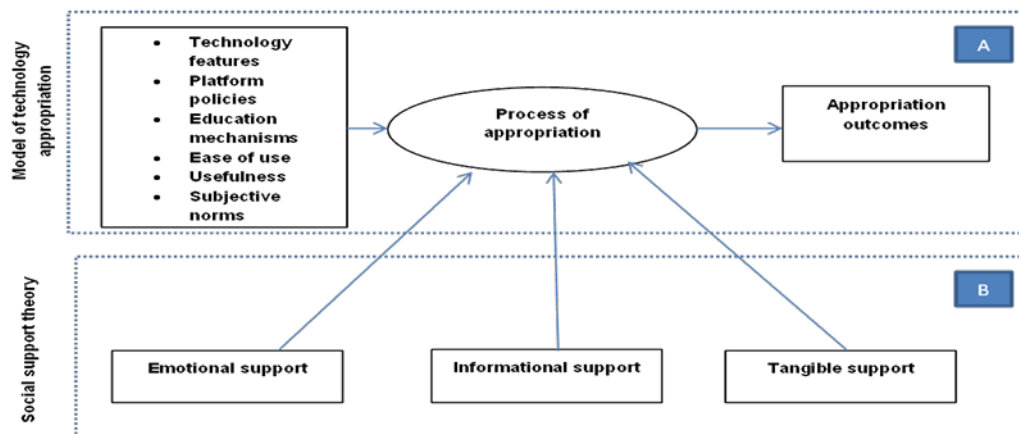 Model of technology
appropriation
• Technology
features
• Platform
policies
• Education
mechanisms
• Ease of use
• Usefulness
• Subjective
norms
Process of
appropriation
A
Appropriation
outcomes
Social support theory
B
Emotional support
Informational support
Tangible support